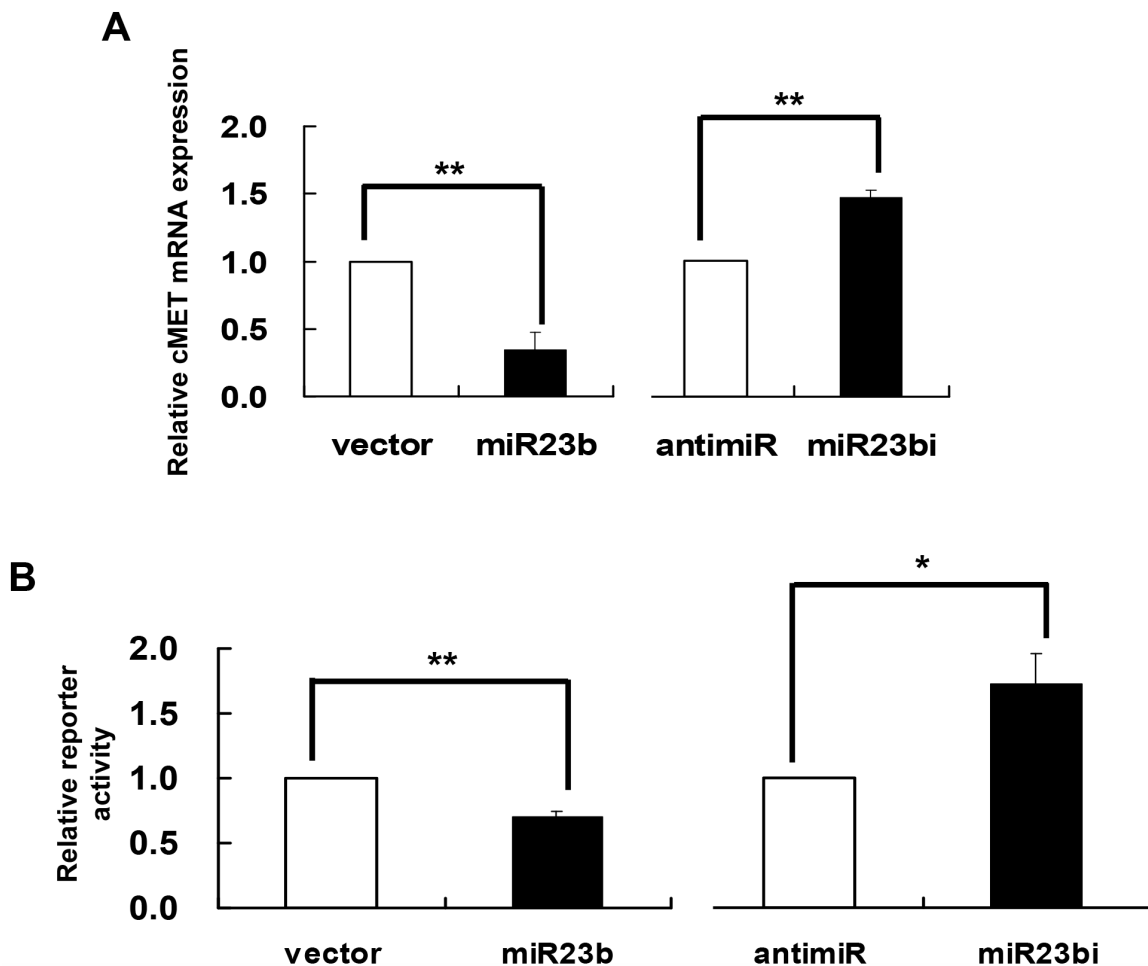 A
Relative cMET mRNA expression
2.0
1.5
1.0
0.5
0.0
**
**
vector miR23b antimiR miR23bi
B
Relative reporter
activity
2.0
1.5
1.0
0.5
0.0
**
*
vector miR23b antimiR miR23bi